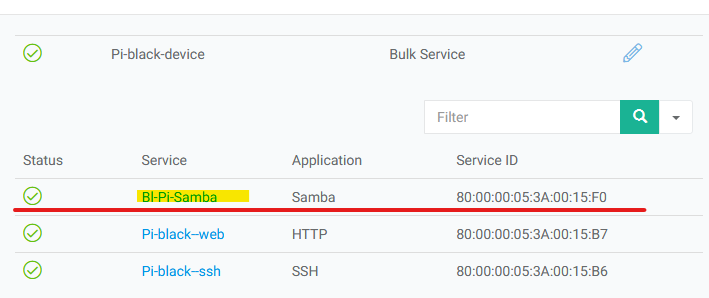 Pi-black-device Bulk Service
Filter
Status Service Application Service ID
Bl-Pi-Samba Samba 80:00:00:05:3A:00:15:F0
Pi-black--web HTTP 80:00:00:05:3A:00:15:B7
Pi-black--ssh SSH 80:00:00:05:3A:00:15:B6